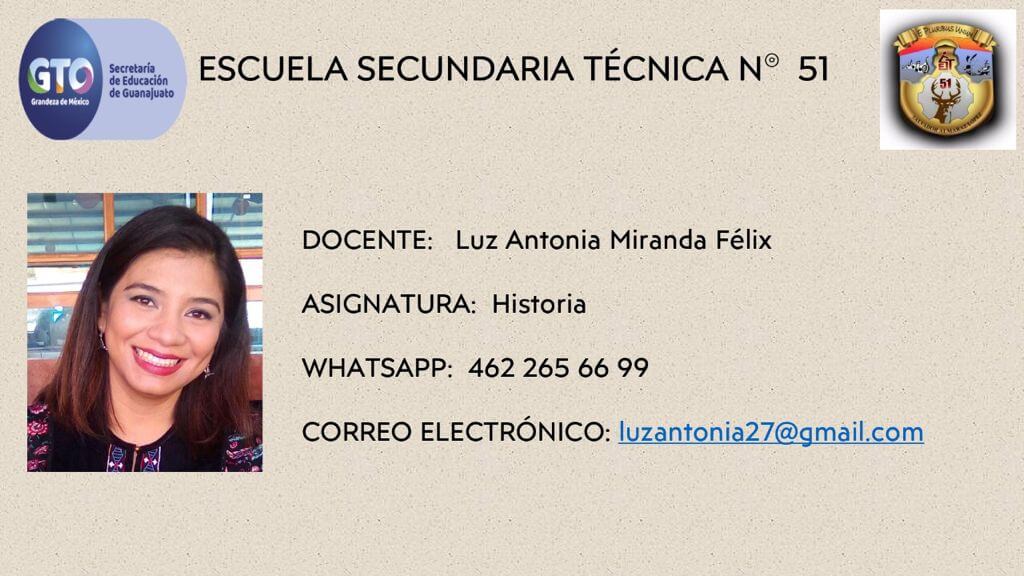 GTO
Grandeza de México
Secretaría
de Educación
de Guanajuato
ESCUELA SECUNDARIA TÉCNICA N° 51
E PLURIBUS UNUM
51
DOCENTE: Luz Antonia Miranda Félix
ASIGNATURA: Historia
WHATSAPP: 462 265 66 99
CORREO ELECTRÓNICO: luzantonia27@gmail.com